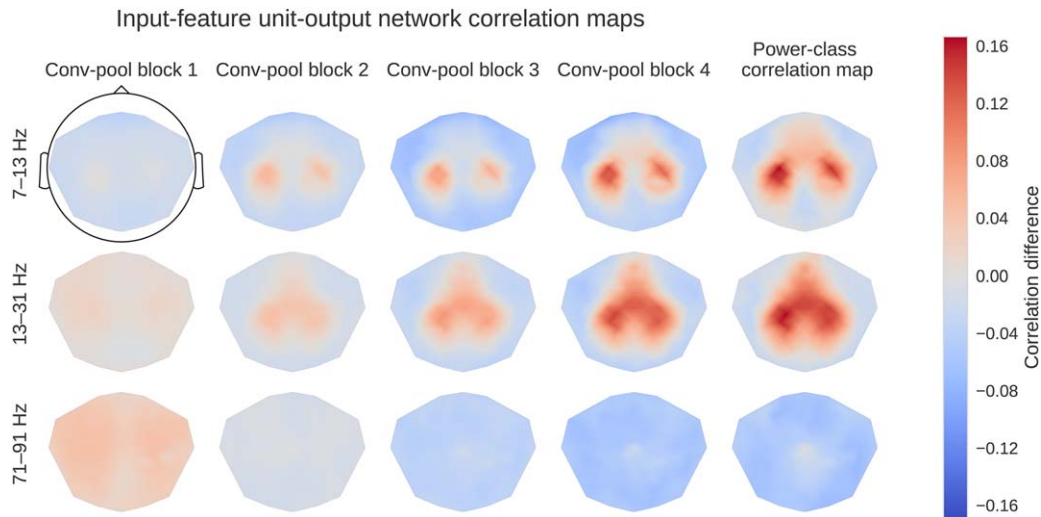 Input-feature unit-output network correlation maps
Conv-pool block 1
Conv-pool block 2
Conv-pool block 3
Conv-pool block 4
Power-class
correlation map
7–13 Hz
13–31 Hz
71–91 Hz
0.16
0.12
0.08
0.04
0.00
−0.04
−0.08
−0.12
−0.16
Correlation difference